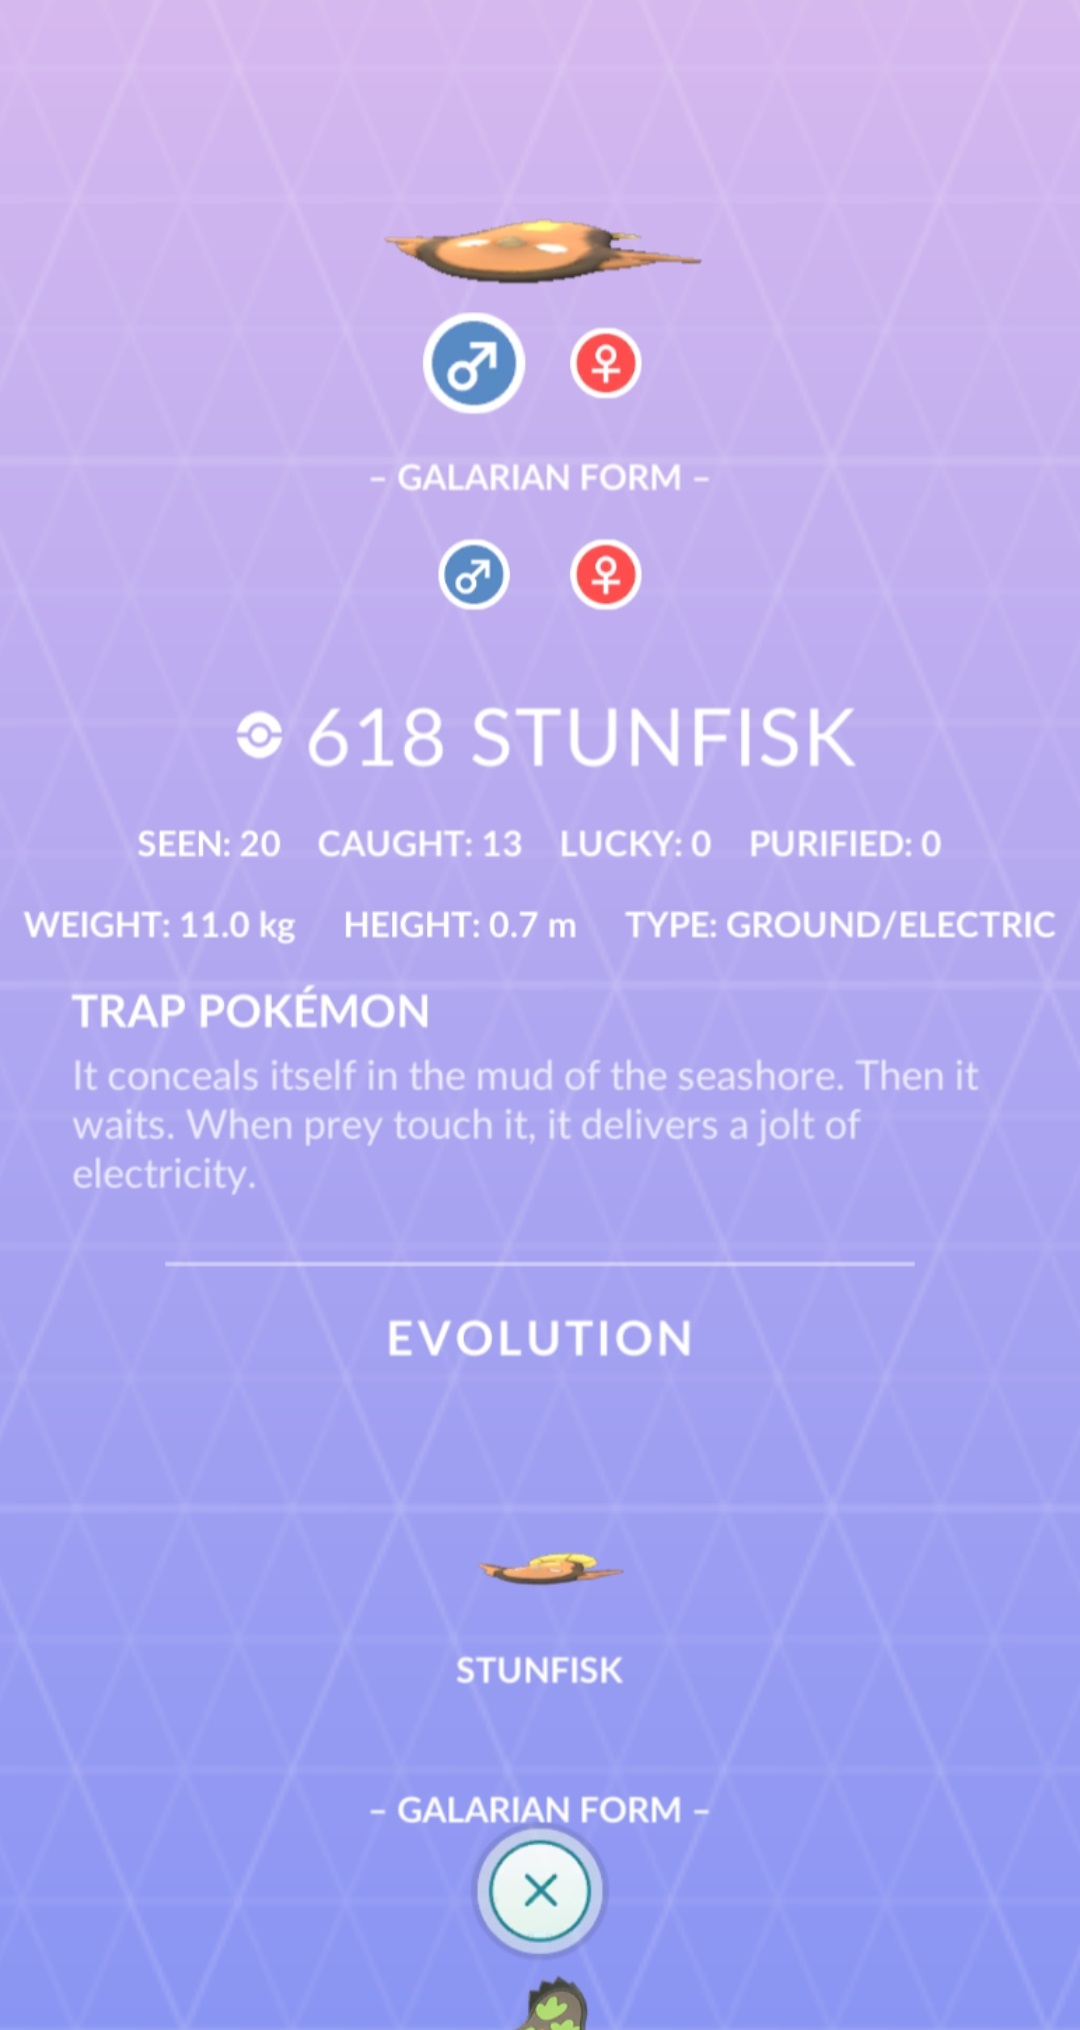 – GALARIAN FORM –
618 STUNFISK
SEEN: 20 CAUGHT: 13 LUCKY: 0 PURIFIED: 0
WEIGHT: 11.0 kg HEIGHT: 0.7 m TYPE: GROUND/ELECTRIC
TRAP POKÉMON
It conceals itself in the mud of the seashore. Then it
waits. When prey touch it, it delivers a jolt of
electricity.
EVOLUTION
STUNFISK
– GALARIAN FORM –